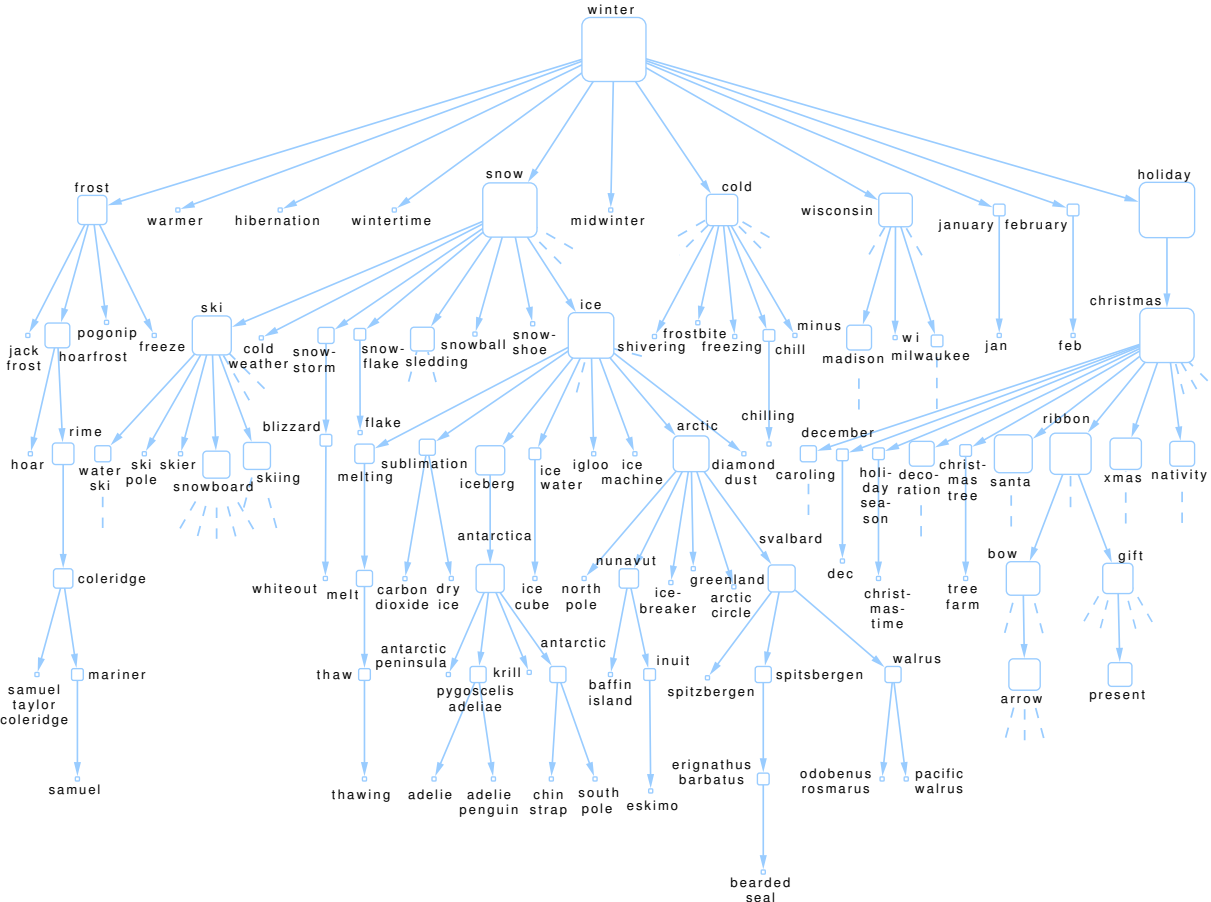 winter
frost
snow
cold
holiday
warmer
hibernation
wintertime
midwinter
wisconsin
january
february
ski
ice
christmas
jack
frost
hoarfrost
pogonip
freeze
cold
weather
snow-
storm
snow-
flake
sledding
snowball
snow-
shoe
shivering
frostbite
freezing
chill
minus
madison
wi
milwaukee
jan
feb
hoar
rime
water
ski
ski
pole
skier
snowboard
skiing
blizzard
flake
melting
sublimation
iceberg
ice
water
igloo
ice
machine
arctic
diamond
dust
chilling
december
caroling
holi-
day
sea-
son
deco-
ration
christ-
mas
tree
santa
ribbon
xmas
nativity
coleridge
whiteout
melt
carbon
dioxide
dry
ice
antarctica
ice
cube
north
pole
nunavut
ice-
breaker
greenland
arctic
circle
svalbard
dec
christ-
mas-
time
tree
farm
bow
gift
samuel
taylor
coleridge
mariner
thaw
antarctic
peninsula
pygoscelis
adeliae
krill
antarctic
baffin
island
inuit
spitzbergen
spitsbergen
walrus
arrow
present
samuel
thawing
adelie
adelie
penguin
chin
strap
south
pole
eskimo
erignathus
barbatus
odobenus
rosmarus
pacific
walrus
bearded
seal